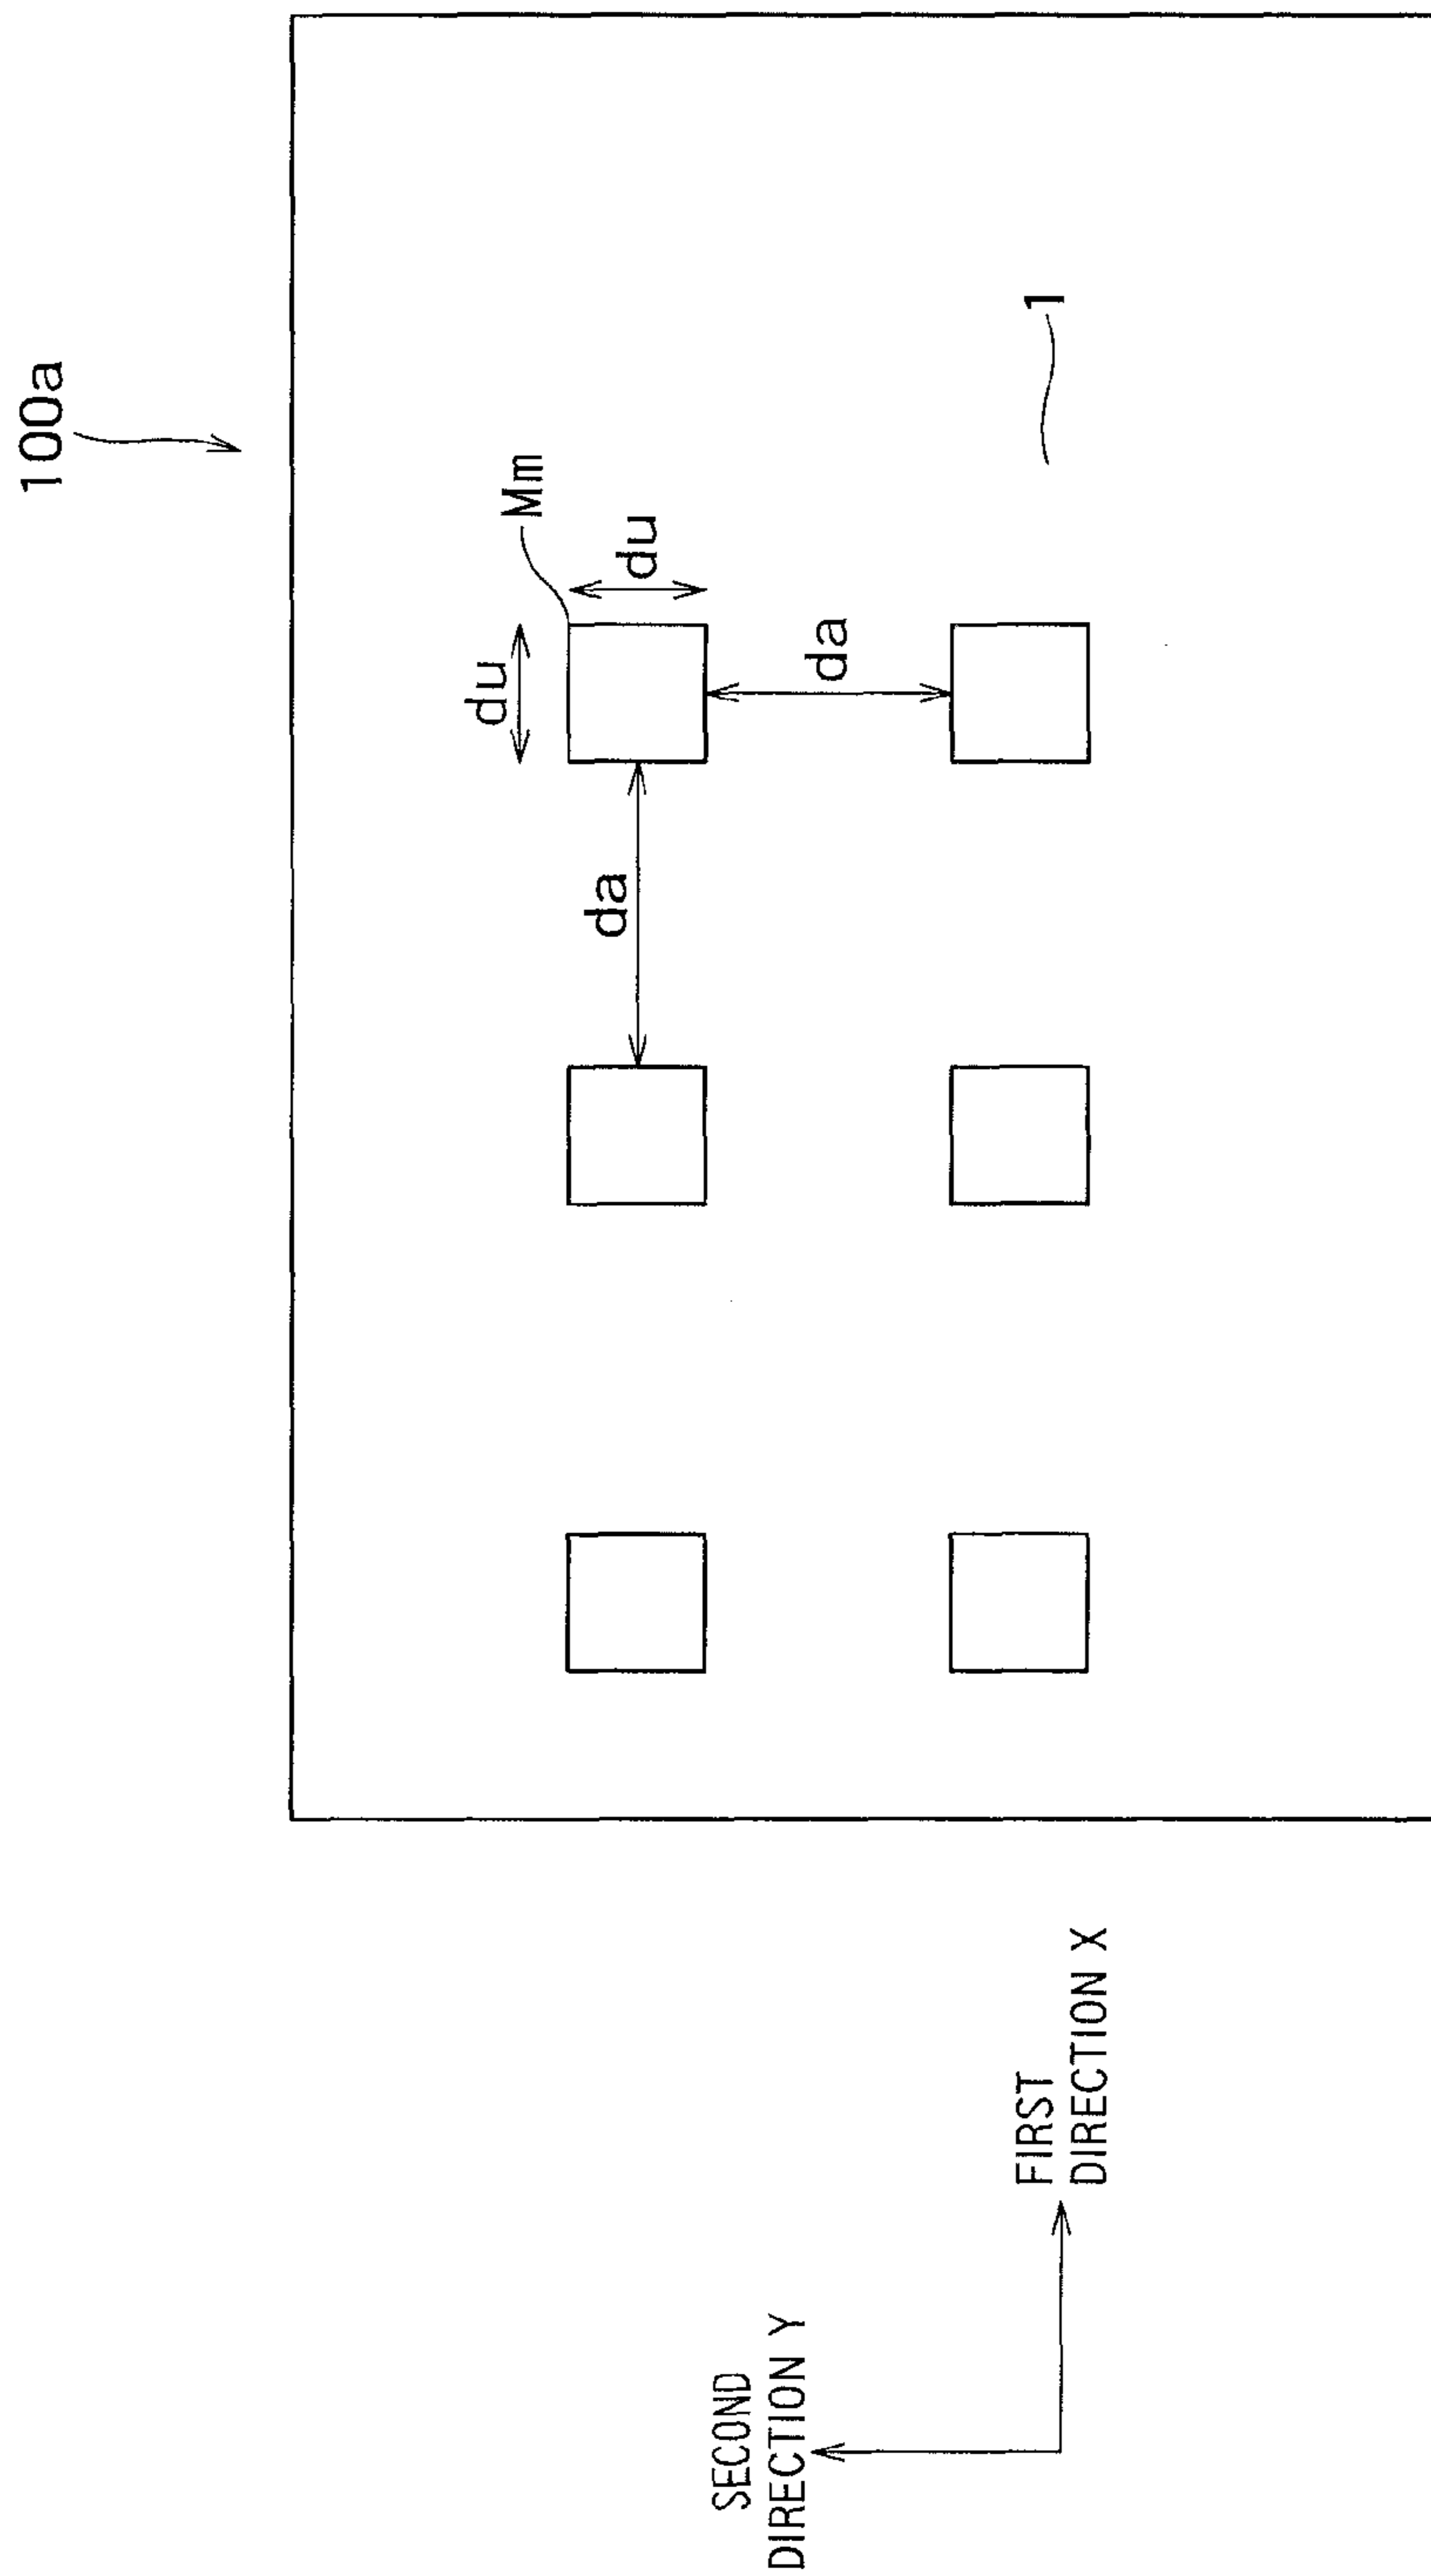 100a
Mm
du
du
da
da
1
SECOND
DIRECTION Y
FIRST
DIRECTION X